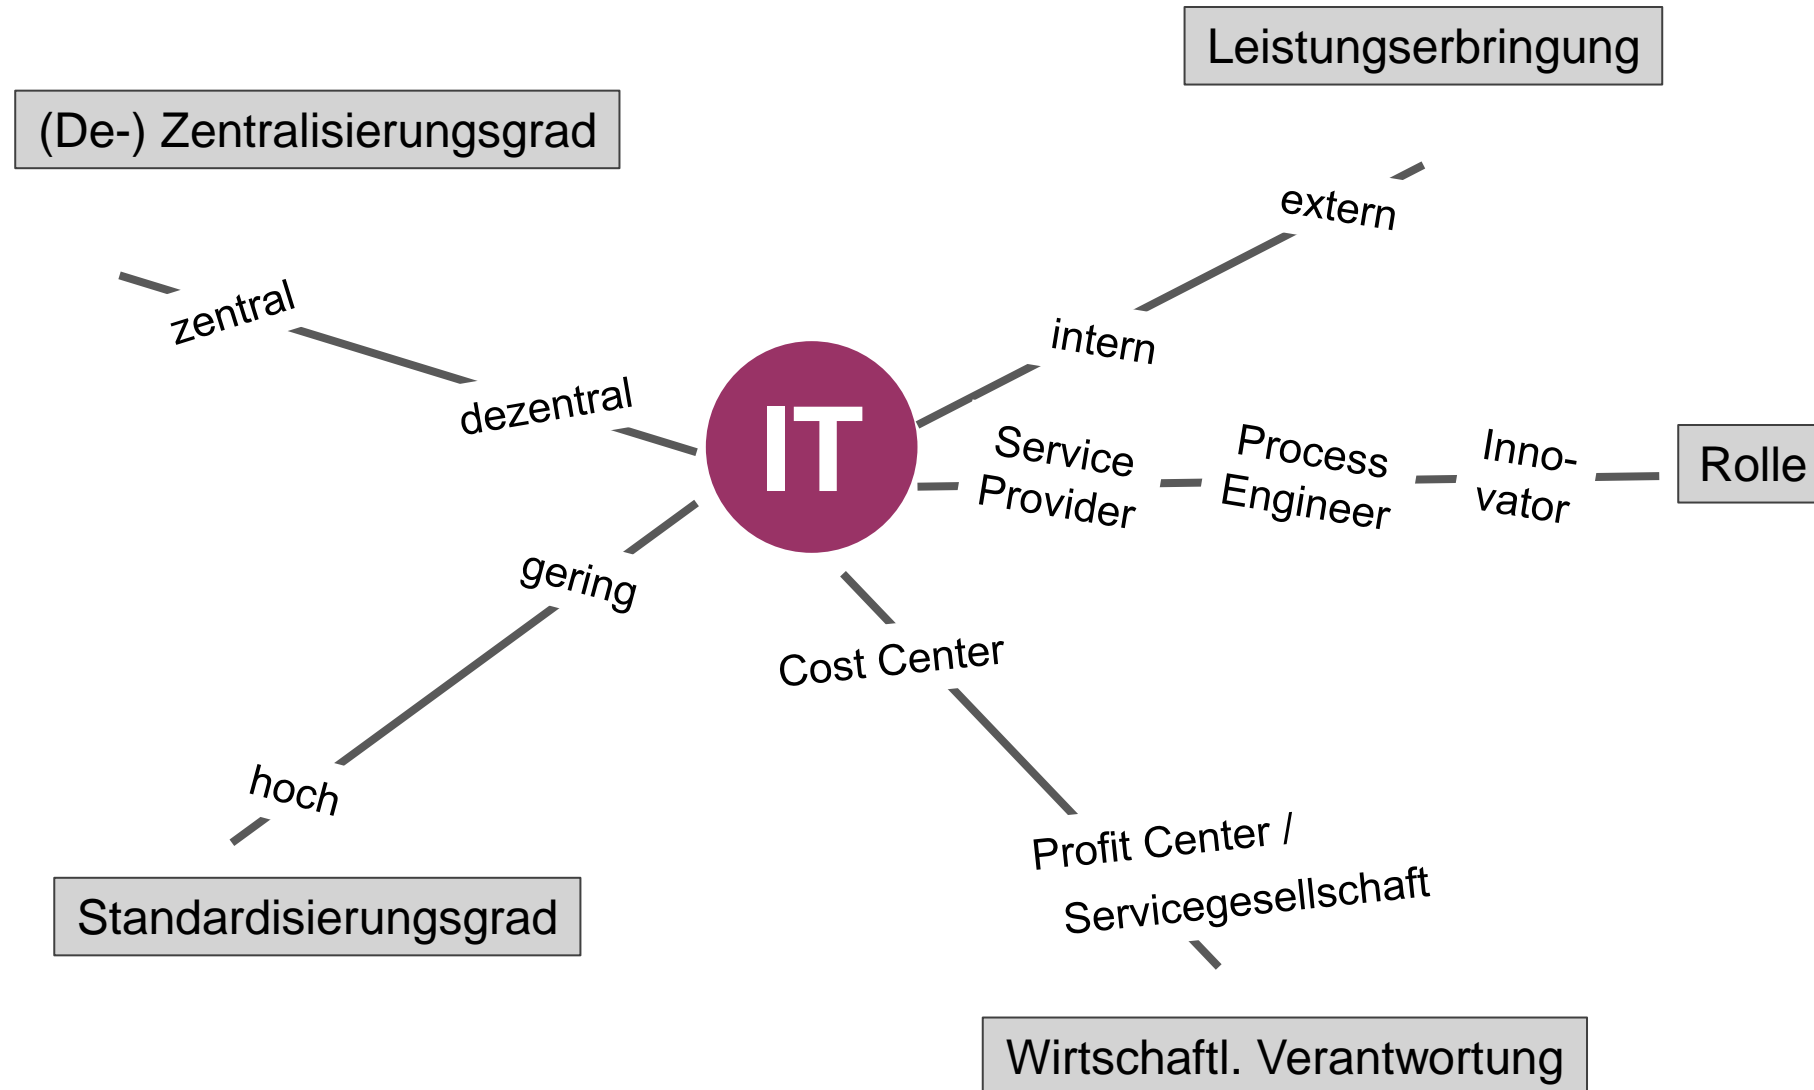 Leistungserbringung
(De-) Zentralisierungsgrad
extern
zentral
intern
dezentral
IT
Service
Provider
Process
Engineer
Inno-
vator
Rolle
gering
Cost Center
hoch
Profit Center /
Servicegesellschaft
Standardisierungsgrad
Wirtschaftl. Verantwortung